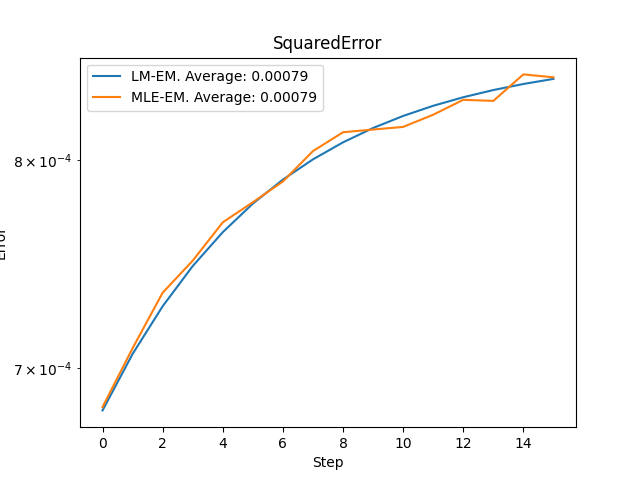 SquaredError
LM-EM. Average: 0.00079
MLE-EM. Average: 0.00079
8 × 10⁻⁴
7 × 10⁻⁴
Error
0 2 4 6 8 10 12 14
Step